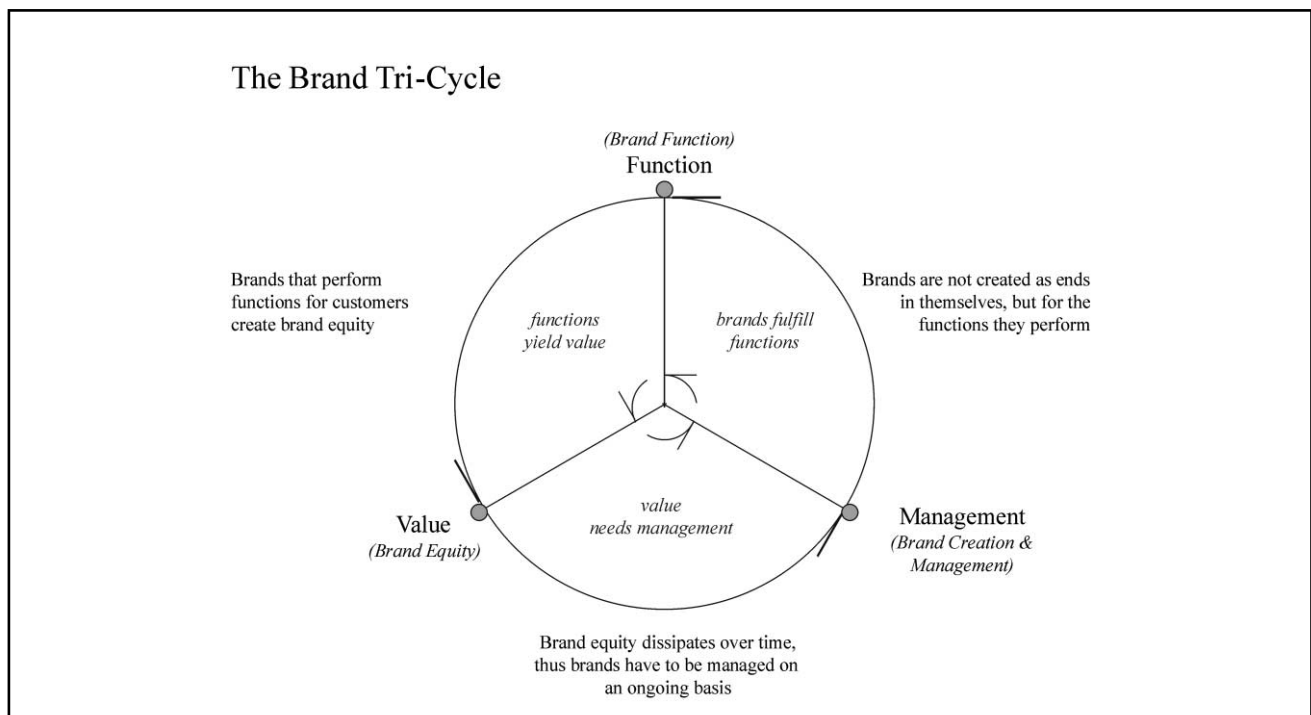 The Brand Tri-Cycle
(Brand Function)
Function
Brands that perform
functions for customers
create brand equity
functions
yield value
brands fulfill
functions
Brands are not created as ends
in themselves, but for the
functions they perform
Value
(Brand Equity)
value
needs management
Management
(Brand Creation &
Management)
Brand equity dissipates over time,
thus brands have to be managed on
an ongoing basis